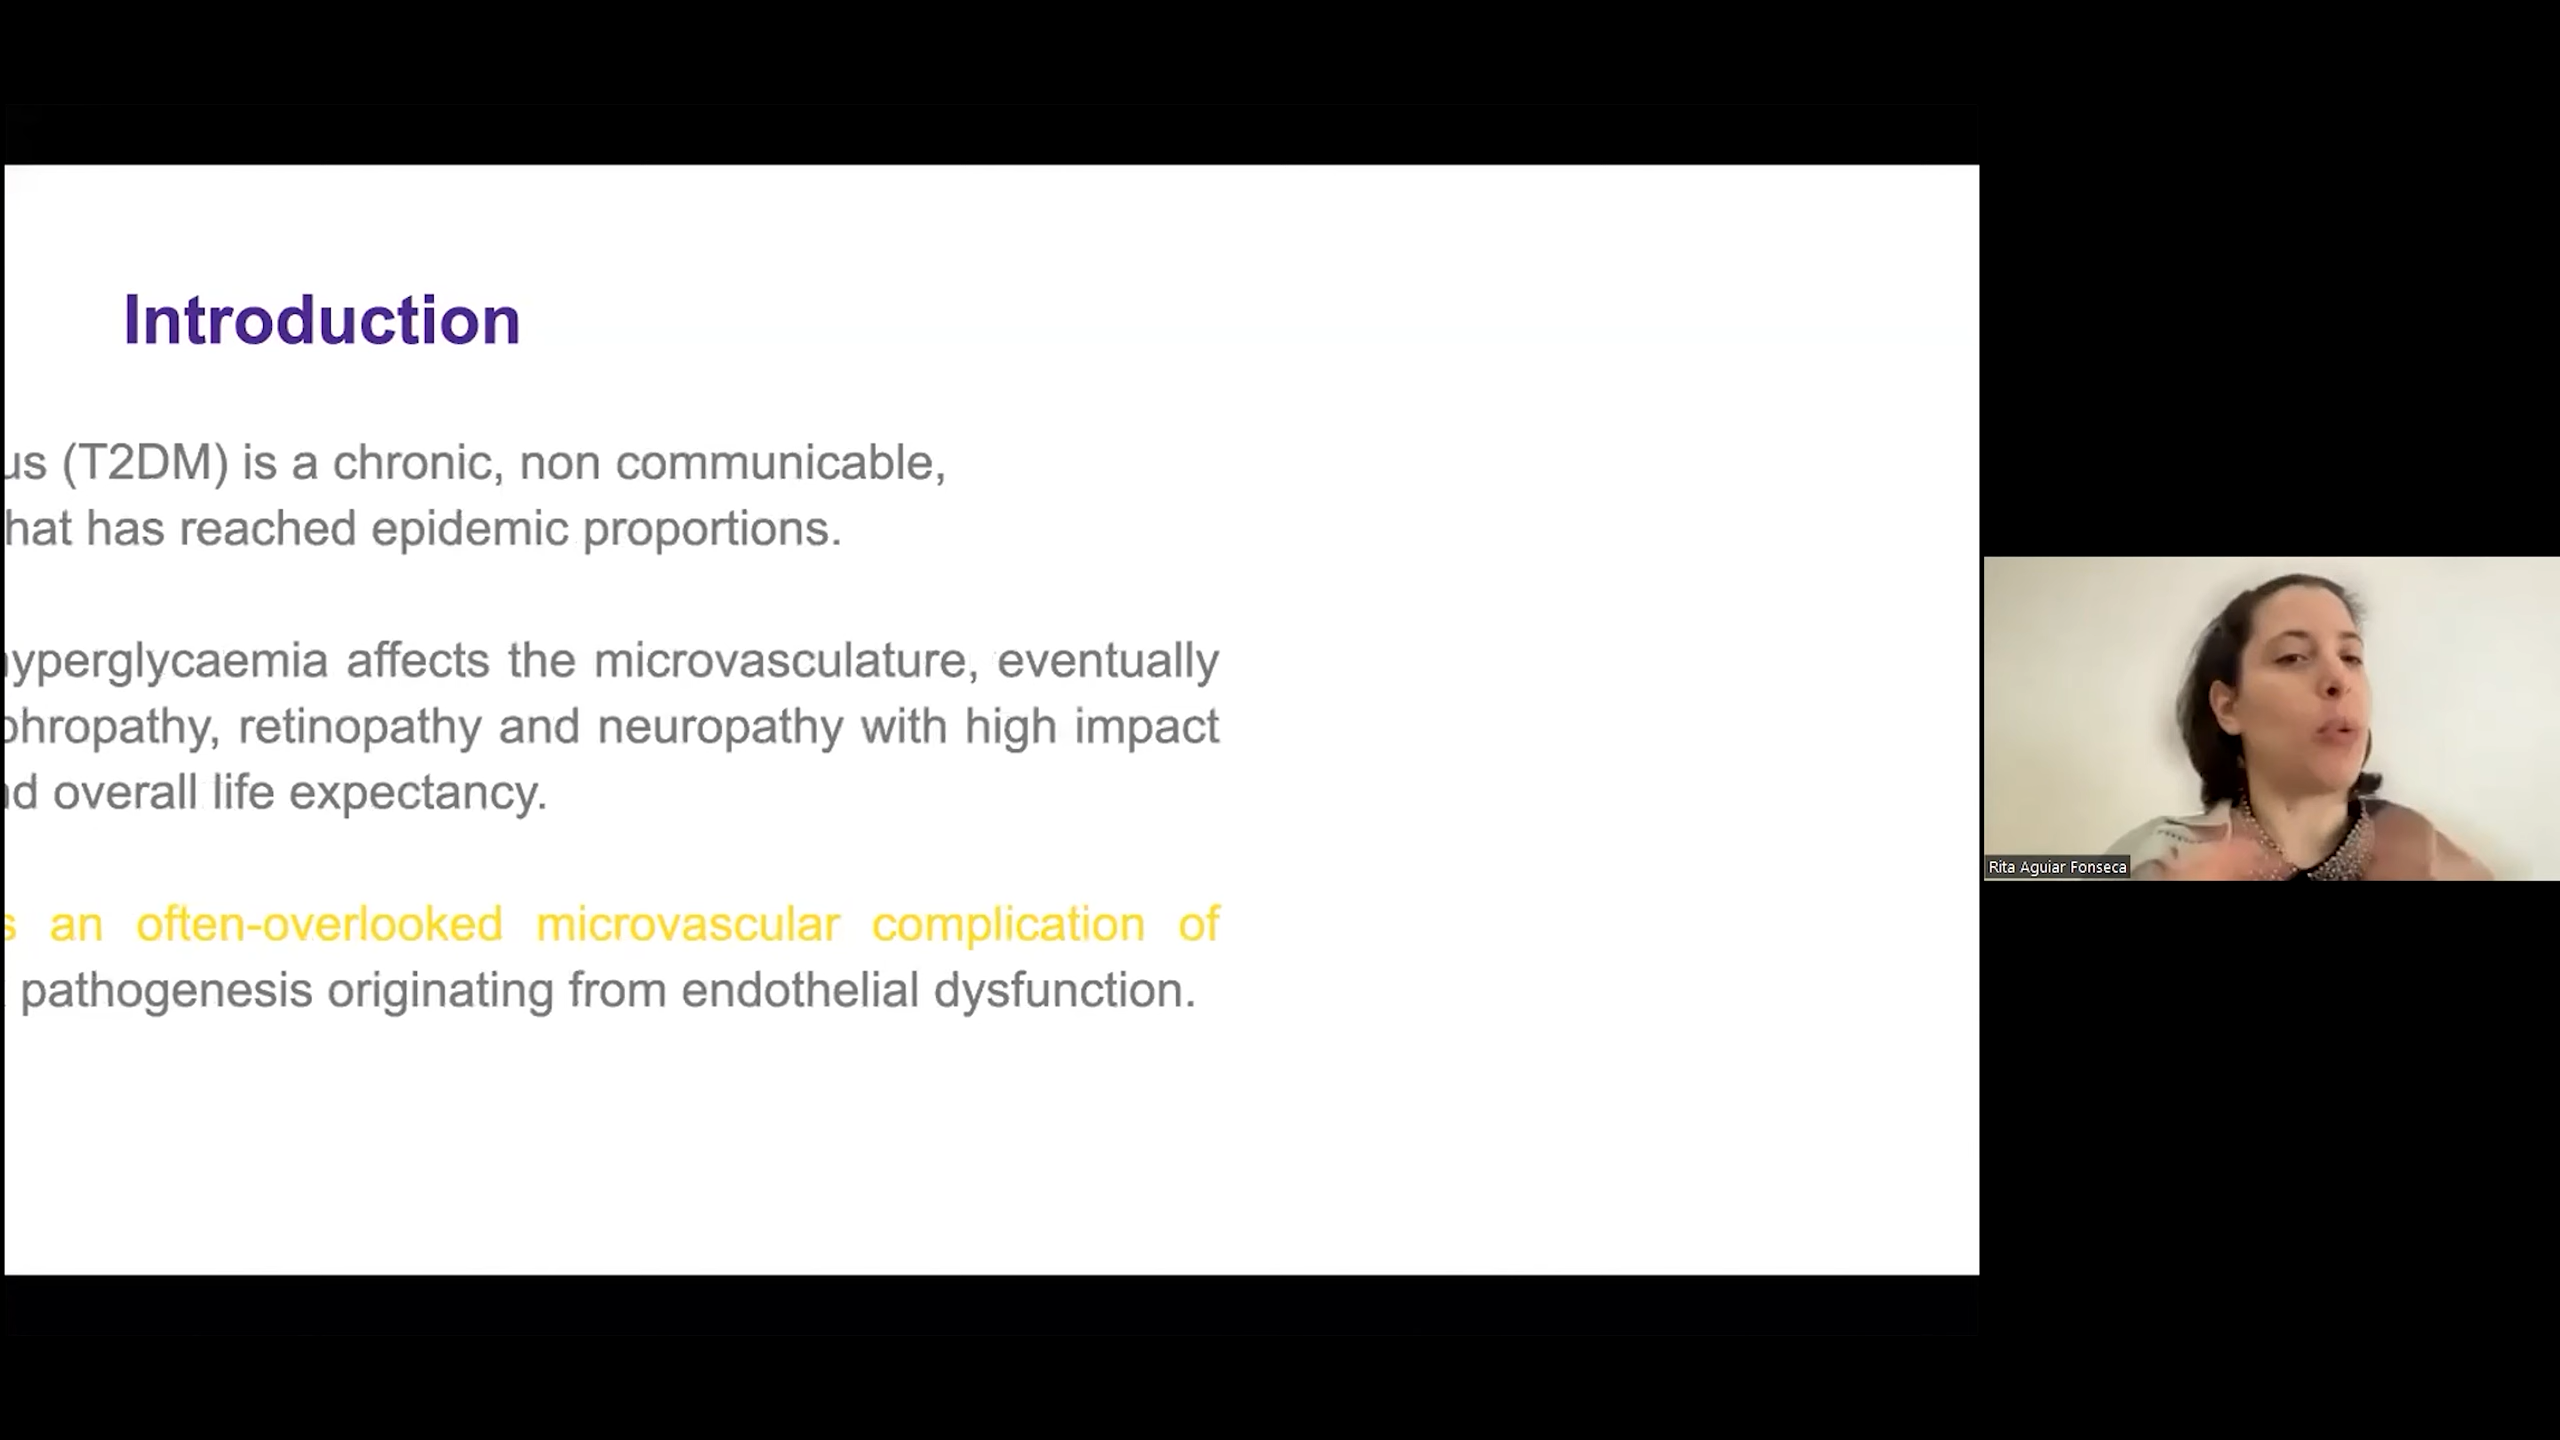 Introduction
us (T2DM) is a chronic, non communicable,
hat has reached epidemic proportions.
yperglycaemia affects the microvasculature, eventually
phropathy, retinopathy and neuropathy with high impact
nd overall life expectancy.
s an often-overlooked microvascular complication of
pathogenesis originating from endothelial dysfunction.
Rita Aguiar Fonseca